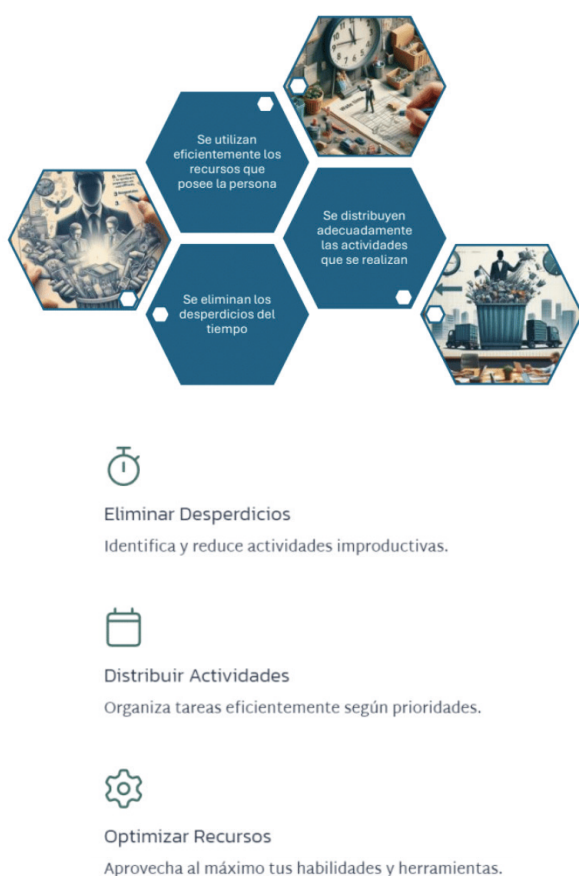 Se utilizan
eficientemente los
recursos que
posee la persona
Se distribuyen
adecuadamente
las actividades
que se realizan
Se eliminan los
desperdicios del
tiempo
Eliminar Desperdicios
Identifica y reduce actividades improductivas.
Distribuir Actividades
Organiza tareas eficientemente según prioridades.
Optimizar Recursos
Aprovecha al máximo tus habilidades y herramientas.